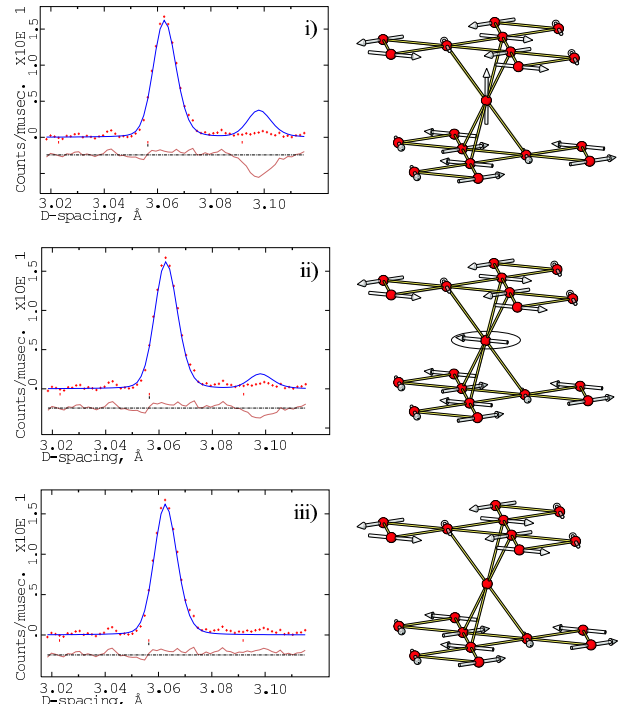 i)
Counts/musec. X10E 1
.0 .5 1.0 1.5
3.02 3.04 3.06 3.08 3.10
D-spacing, Å
ii)
Counts/musec. X10E 1
.0 .5 1.0 1.5
3.02 3.04 3.06 3.08 3.10
D-spacing, Å
iii)
Counts/musec. X10E 1
.0 .5 1.0 1.5
3.02 3.04 3.06 3.08 3.10
D-spacing, Å